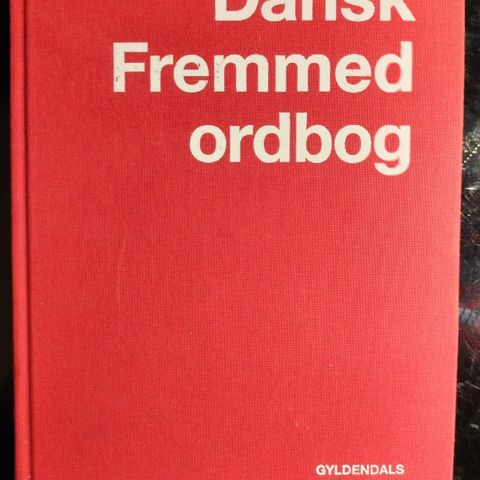 Dansk
Fremmed
ordbog
GYLDENDALS